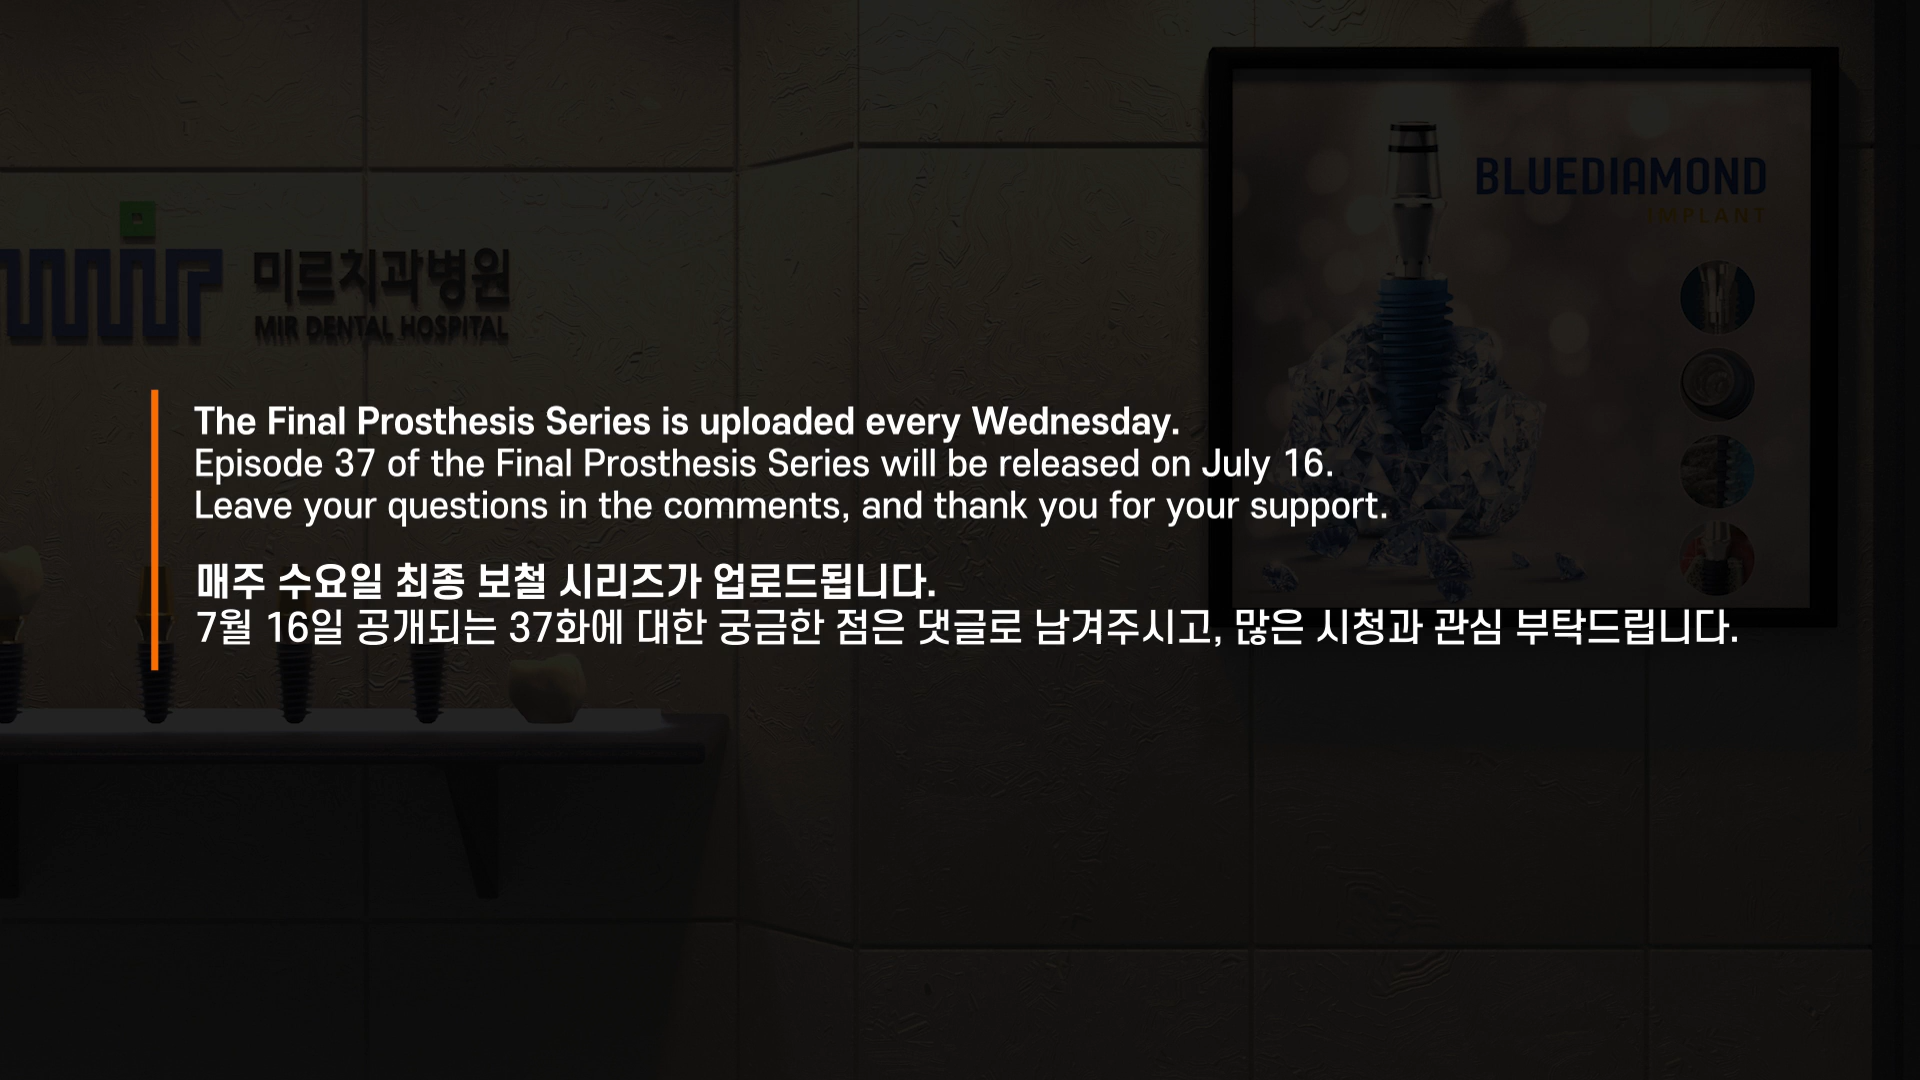 BLUEDIAMOND
IMPLANT
미르치과병원
MIR DENTAL HOSPITAL
The Final Prosthesis Series is uploaded every Wednesday.
Episode 37 of the Final Prosthesis Series will be released on July 16.
Leave your questions in the comments, and thank you for your support.
매주 수요일 최종 보철 시리즈가 업로드됩니다.
7월 16일 공개되는 37화에 대한 궁금한 점은 댓글로 남겨주시고, 많은 시청과 관심 부탁드립니다.